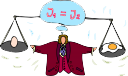 J₁ = J₂